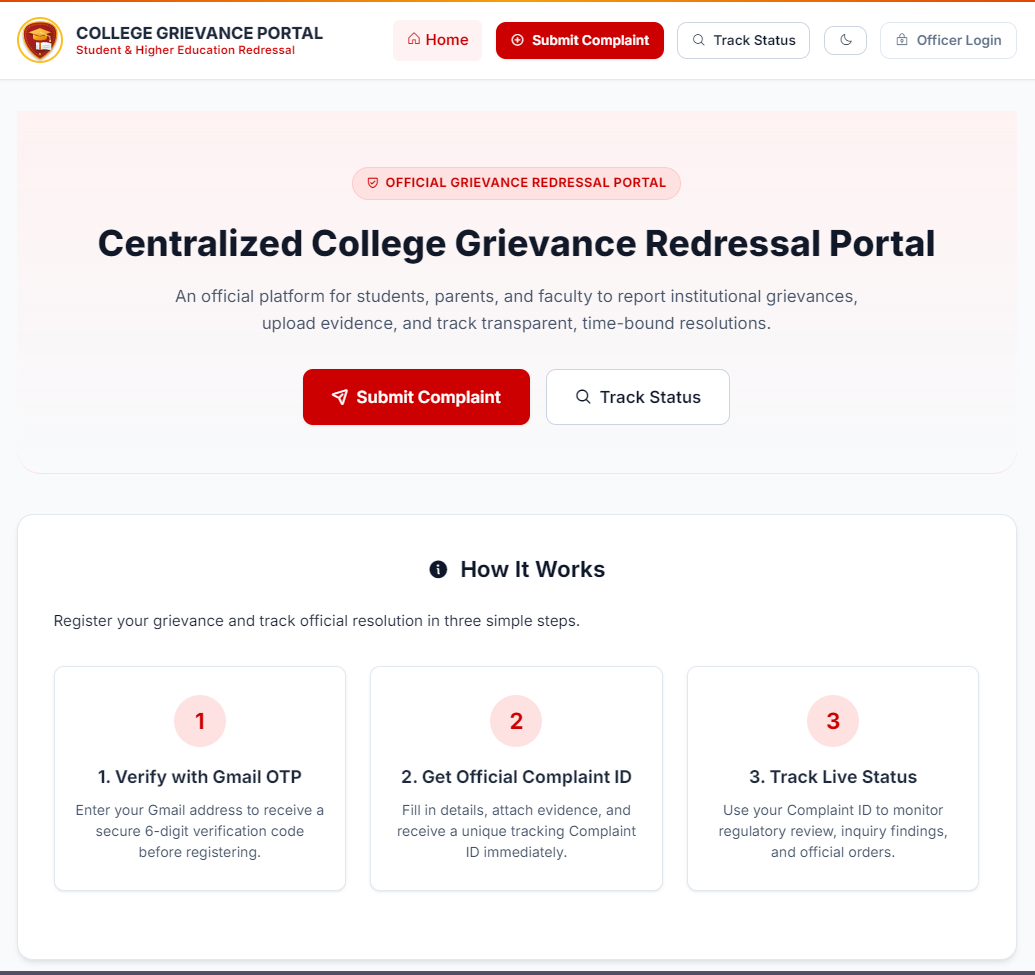 COLLEGE GRIEVANCE PORTAL
Student & Higher Education Redressal
Home
Submit Complaint
Track Status
Officer Login
OFFICIAL GRIEVANCE REDRESSAL PORTAL
Centralized College Grievance Redressal Portal
An official platform for students, parents, and faculty to report institutional grievances,
upload evidence, and track transparent, time-bound resolutions.
Submit Complaint
Track Status
How It Works
Register your grievance and track official resolution in three simple steps.
1
1. Verify with Gmail OTP
Enter your Gmail address to receive a
secure 6-digit verification code
before registering.
2
2. Get Official Complaint ID
Fill in details, attach evidence, and
receive a unique tracking Complaint
ID immediately.
3
3. Track Live Status
Use your Complaint ID to monitor
regulatory review, inquiry findings,
and official orders.